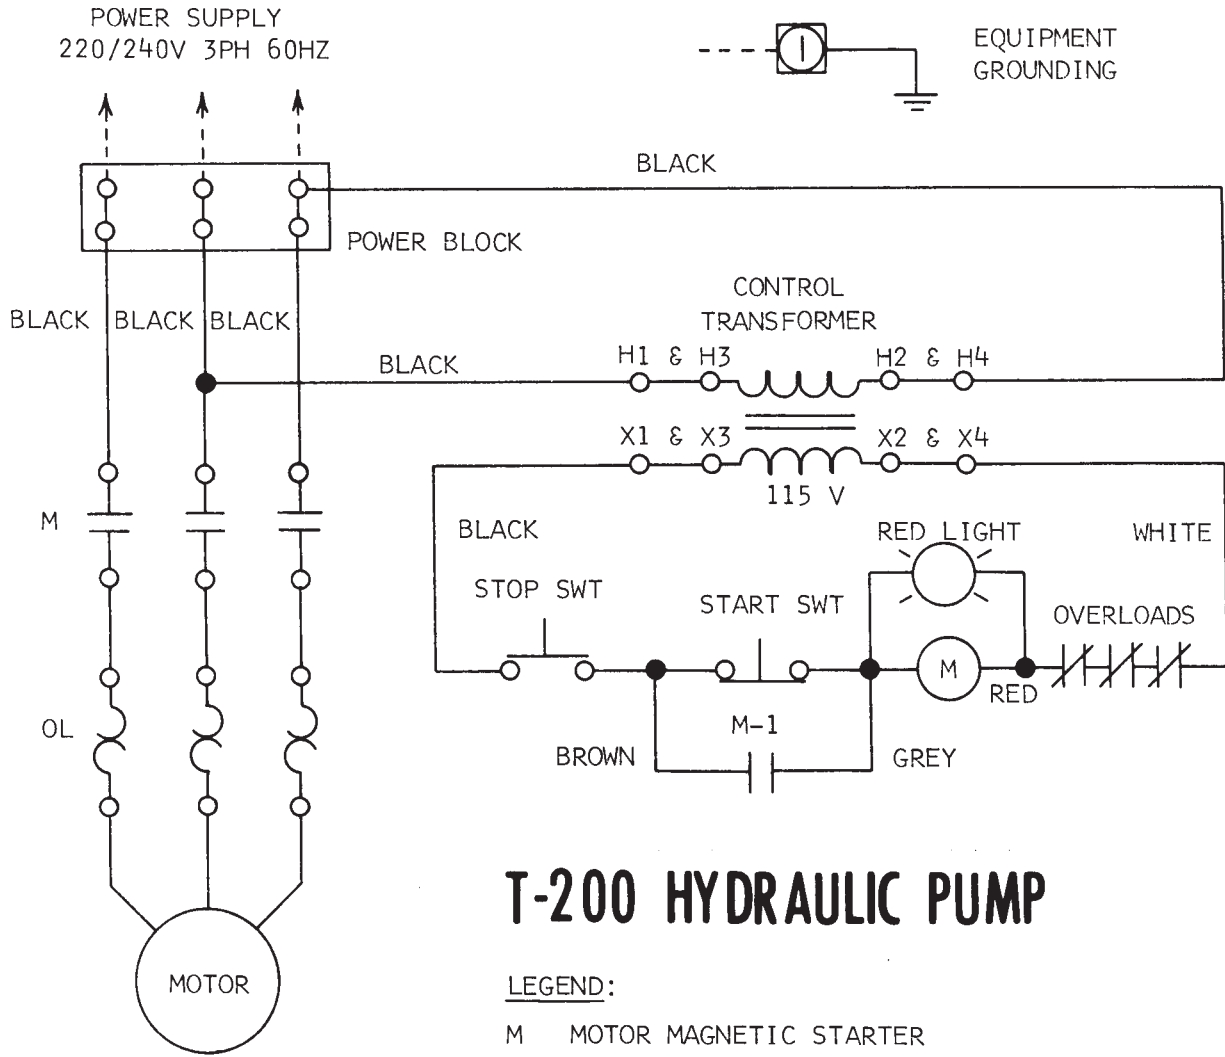 POWER SUPPLY
220/240V 3PH 60HZ
EQUIPMENT
GROUNDING
BLACK
POWER BLOCK
CONTROL
TRANSFORMER
BLACK BLACK BLACK
BLACK
H1 & H3
H2 & H4
X1 & X3
X2 & X4
115 V
M
BLACK
RED LIGHT
WHITE
STOP SWT
START SWT
OVERLOADS
M
RED
OL
M-1
BROWN
GREY
T-200 HYDRAULIC PUMP
MOTOR
LEGEND:
M MOTOR MAGNETIC STARTER